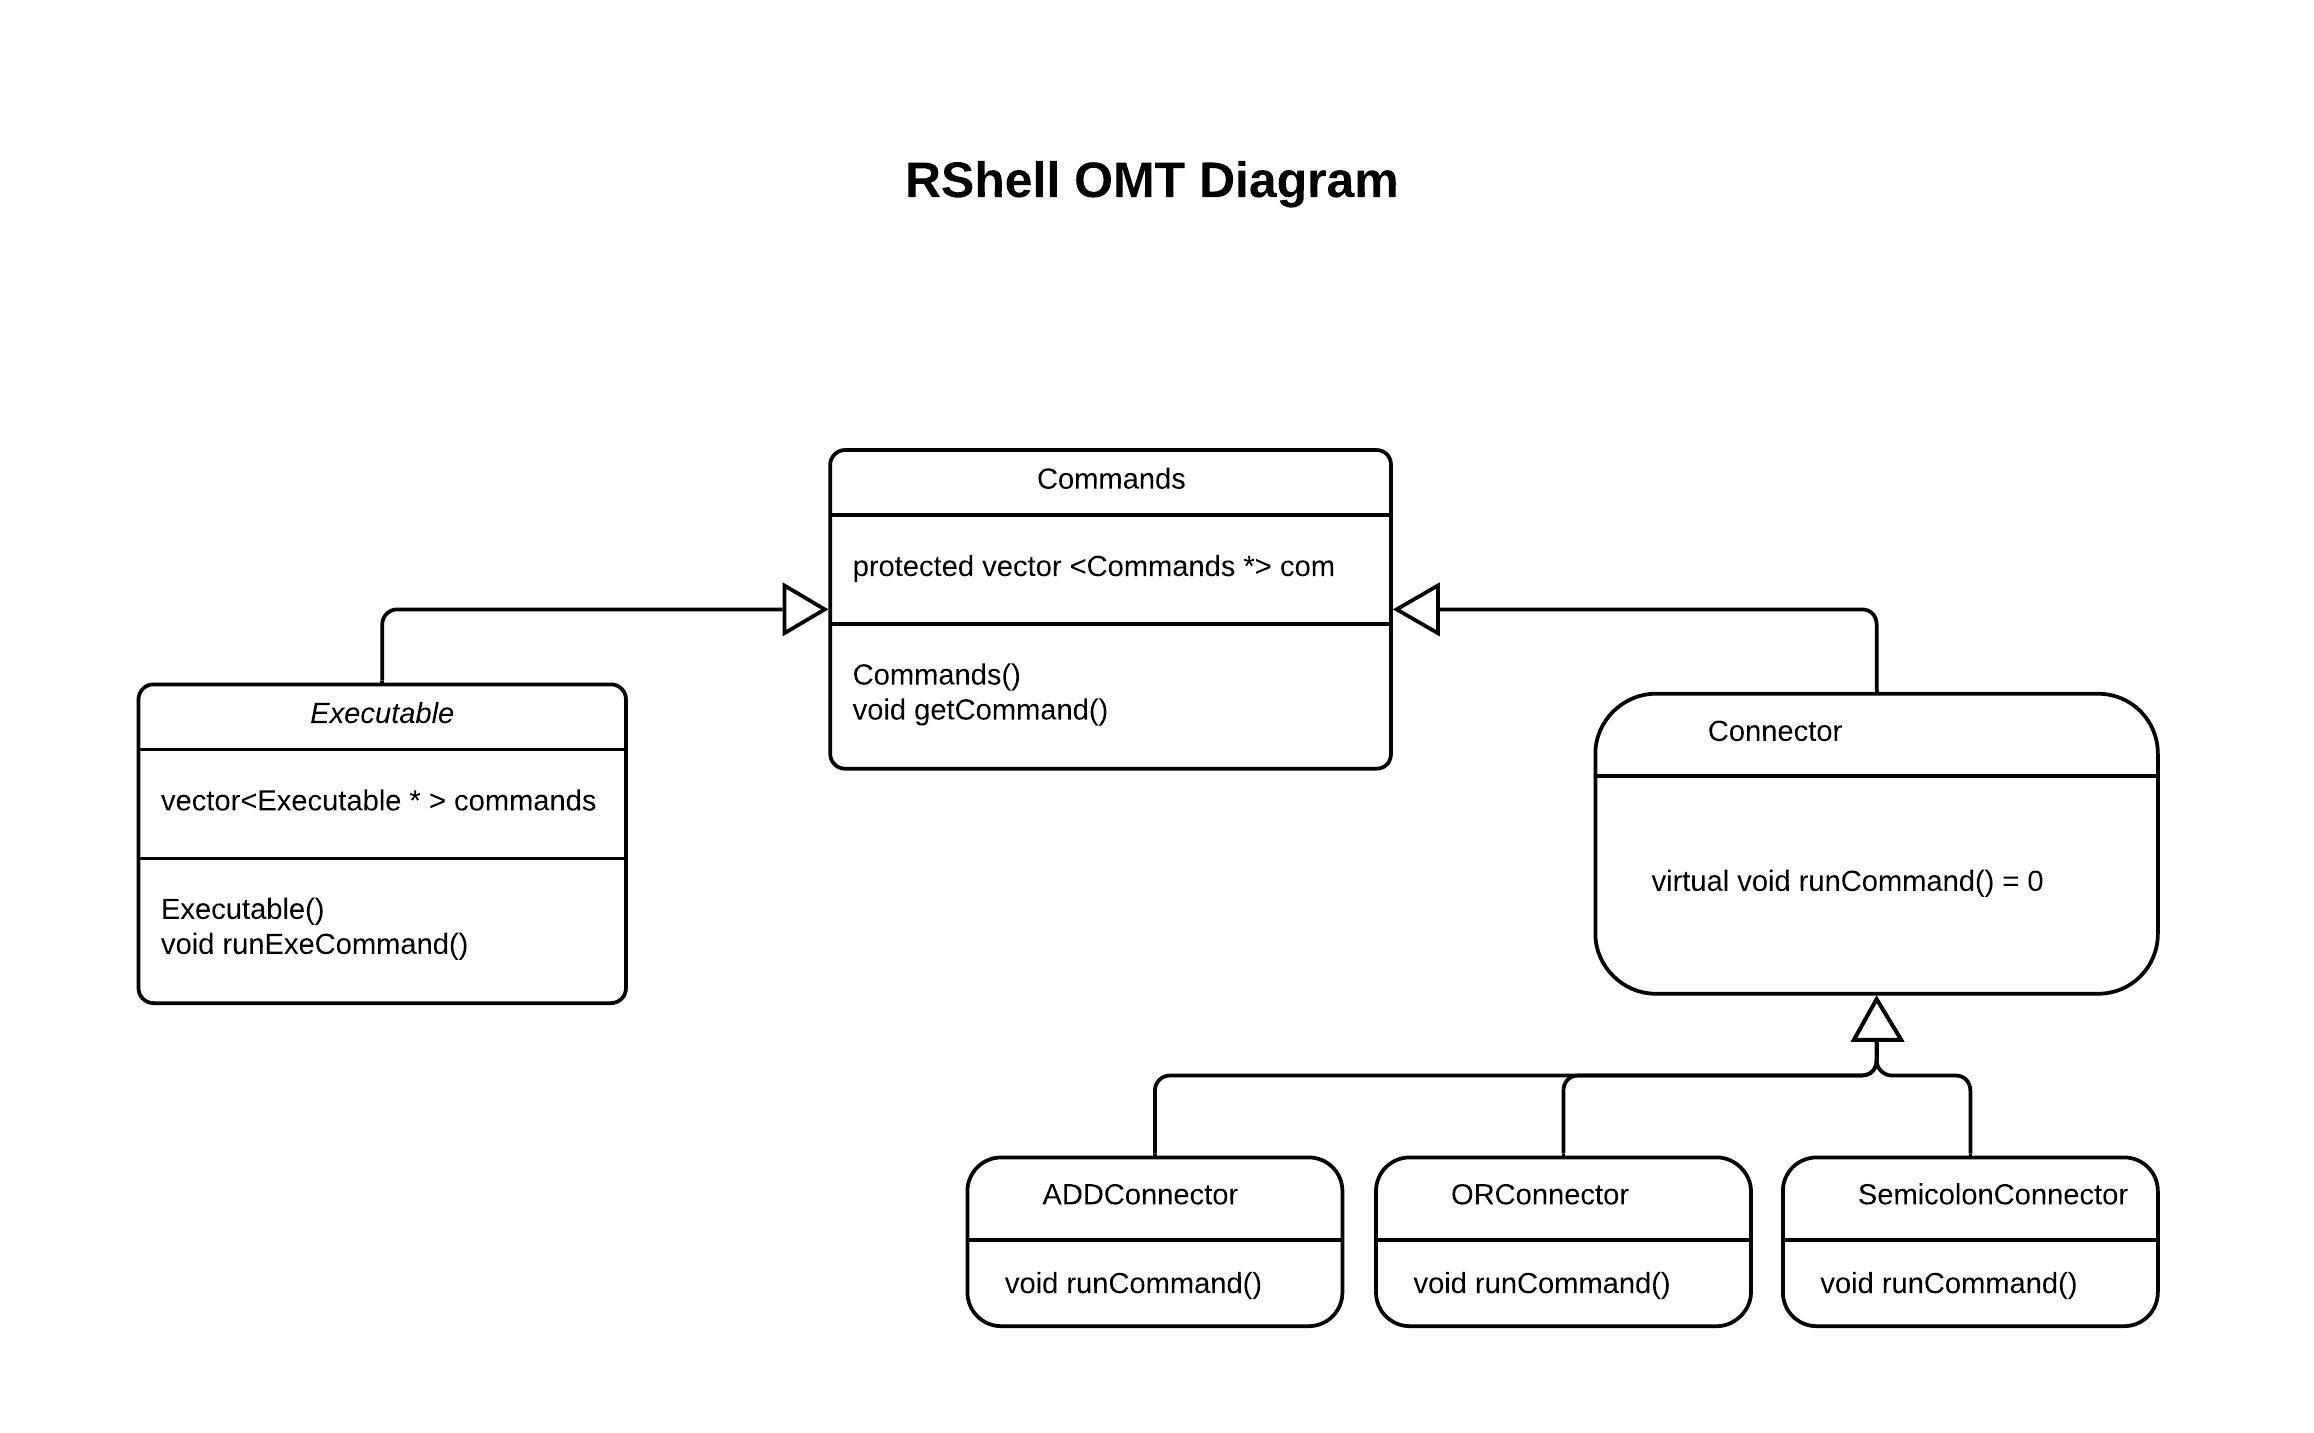 RShell OMT Diagram
Commands
protected vector <Commands *> com
Commands()
void getCommand()
Executable
vector<Executable * > commands
Executable()
void runExeCommand()
Connector
virtual void runCommand() = 0
ADDConnector
void runCommand()
ORConnector
void runCommand()
SemicolonConnector
void runCommand()